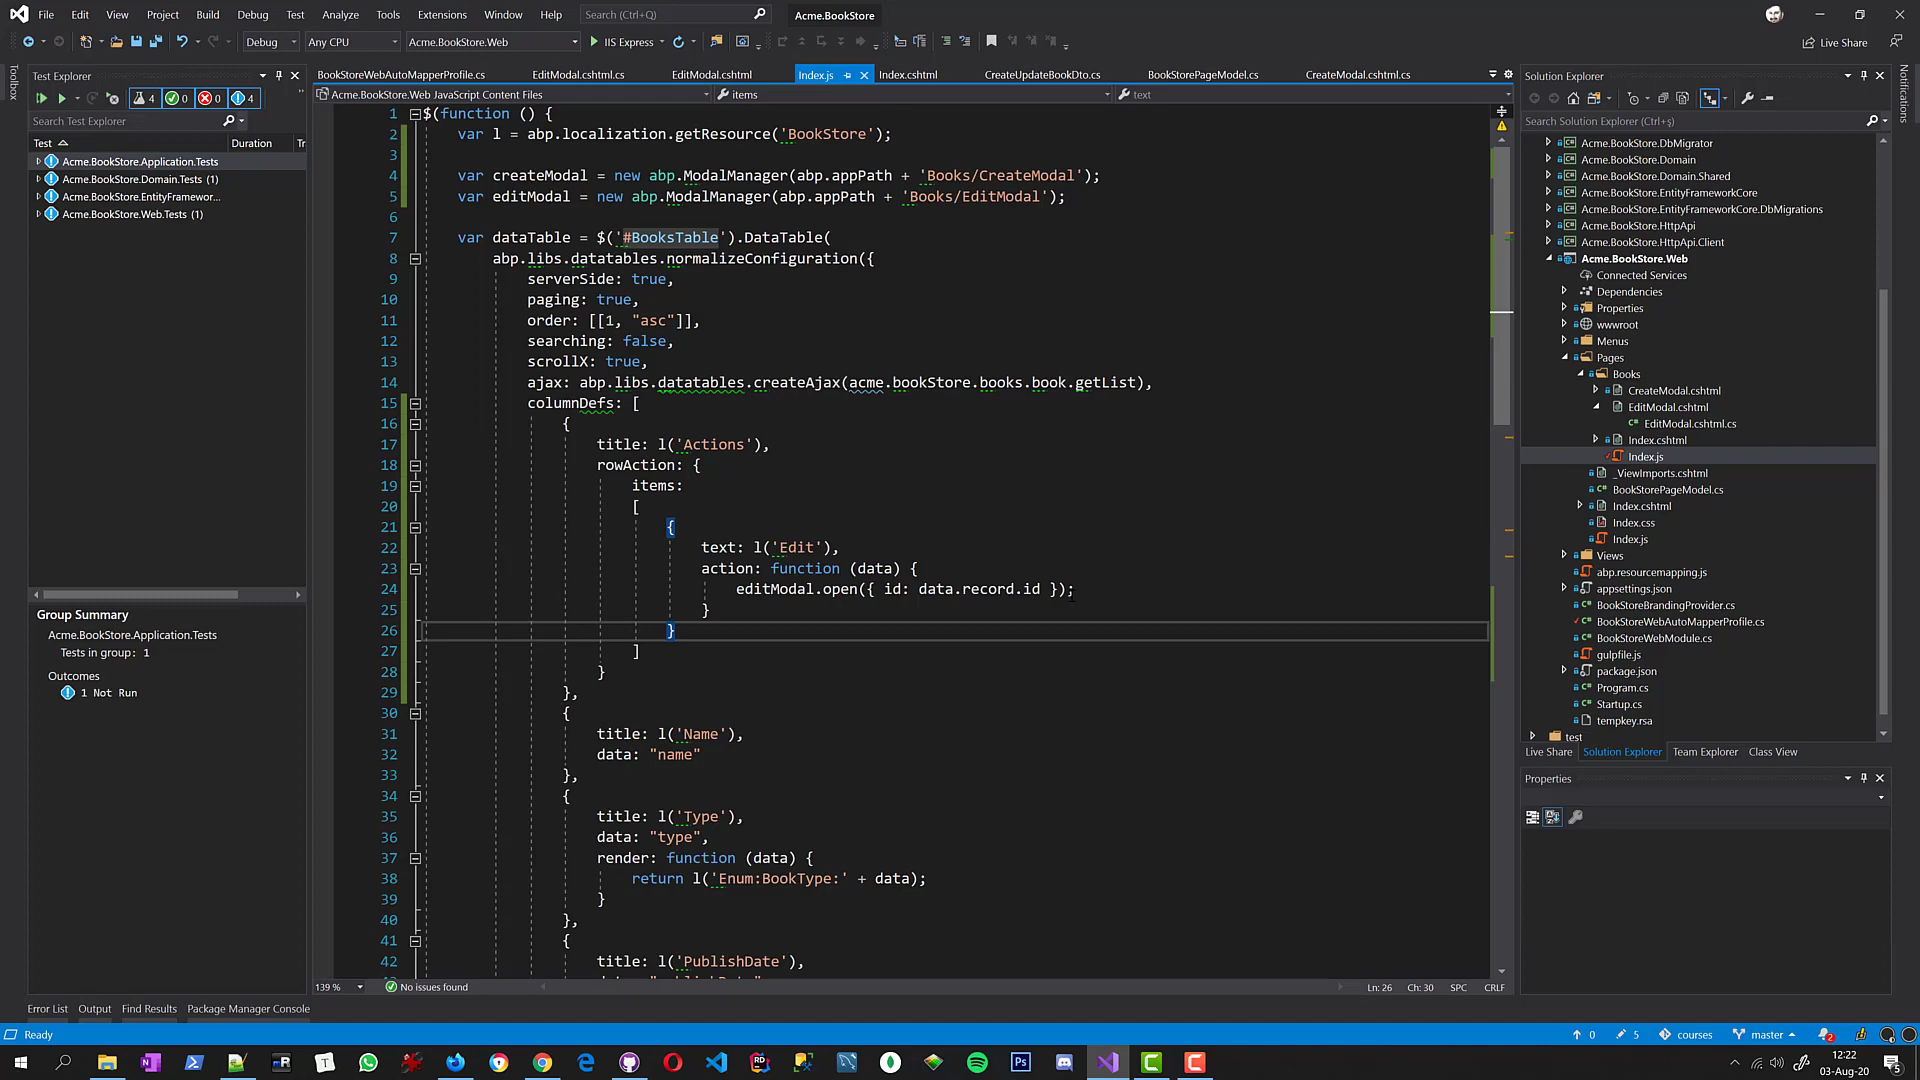 File Edit View Project Build Debug Test Analyze Tools Extensions Window Help Search (Ctrl+Q) Acme.BookStore
Debug Any CPU Acme.BookStore.Web IIS Express Live Share
Toolbox
Notifications
Test Explorer
4 0 0 4
Search Test Explorer
Test Duration Tr
Acme.BookStore.Application.Tests
Acme.BookStore.Domain.Tests (1)
Acme.BookStore.EntityFramewor...
Acme.BookStore.Web.Tests (1)
Group Summary
Acme.BookStore.Application.Tests
Tests in group: 1
Outcomes
1 Not Run
BookStoreWebAutoMapperProfile.cs EditModal.cshtml.cs EditModal.cshtml Index.js Index.cshtml CreateUpdateBookDto.cs BookStorePageModel.cs CreateModal.cshtml.cs
Acme.BookStore.Web JavaScript Content Files items text
1 $(function () {
2 var l = abp.localization.getResource('BookStore');
3
4 var createModal = new abp.ModalManager(abp.appPath + 'Books/CreateModal');
5 var editModal = new abp.ModalManager(abp.appPath + 'Books/EditModal');
6
7 var dataTable = $('#BooksTable').DataTable(
8 abp.libs.datatables.normalizeConfiguration({
9 serverSide: true,
10 paging: true,
11 order: [[1, "asc"]],
12 searching: false,
13 scrollX: true,
14 ajax: abp.libs.datatables.createAjax(acme.bookStore.books.book.getList),
15 columnDefs: [
16 {
17 title: l('Actions'),
18 rowAction: {
19 items:
20 [
21 {
22 text: l('Edit'),
23 action: function (data) {
24 editModal.open({ id: data.record.id });
25 }
26 }
27 ]
28 }
29 },
30 {
31 title: l('Name'),
32 data: "name"
33 },
34 {
35 title: l('Type'),
36 data: "type",
37 render: function (data) {
38 return l('Enum:BookType:' + data);
39 }
40 },
41 {
42 title: l('PublishDate'),
139 % No issues found Ln: 26 Ch: 30 SPC CRLF
Solution Explorer
Search Solution Explorer (Ctrl+ş)
Acme.BookStore.DbMigrator
Acme.BookStore.Domain
Acme.BookStore.Domain.Shared
Acme.BookStore.EntityFrameworkCore
Acme.BookStore.EntityFrameworkCore.DbMigrations
Acme.BookStore.HttpApi
Acme.BookStore.HttpApi.Client
Acme.BookStore.Web
Connected Services
Dependencies
Properties
wwwroot
Menus
Pages
Books
CreateModal.cshtml
EditModal.cshtml
EditModal.cshtml.cs
Index.cshtml
Index.js
_ViewImports.cshtml
BookStorePageModel.cs
Index.cshtml
Index.css
Index.js
Views
abp.resourcemapping.js
appsettings.json
BookStoreBrandingProvider.cs
BookStoreWebAutoMapperProfile.cs
BookStoreWebModule.cs
gulpfile.js
package.json
Program.cs
Startup.cs
tempkey.rsa
test
Live Share Solution Explorer Team Explorer Class View
Properties
Error List Output Find Results Package Manager Console
Ready 0 5 courses master 2
12:22
03-Aug-20
5